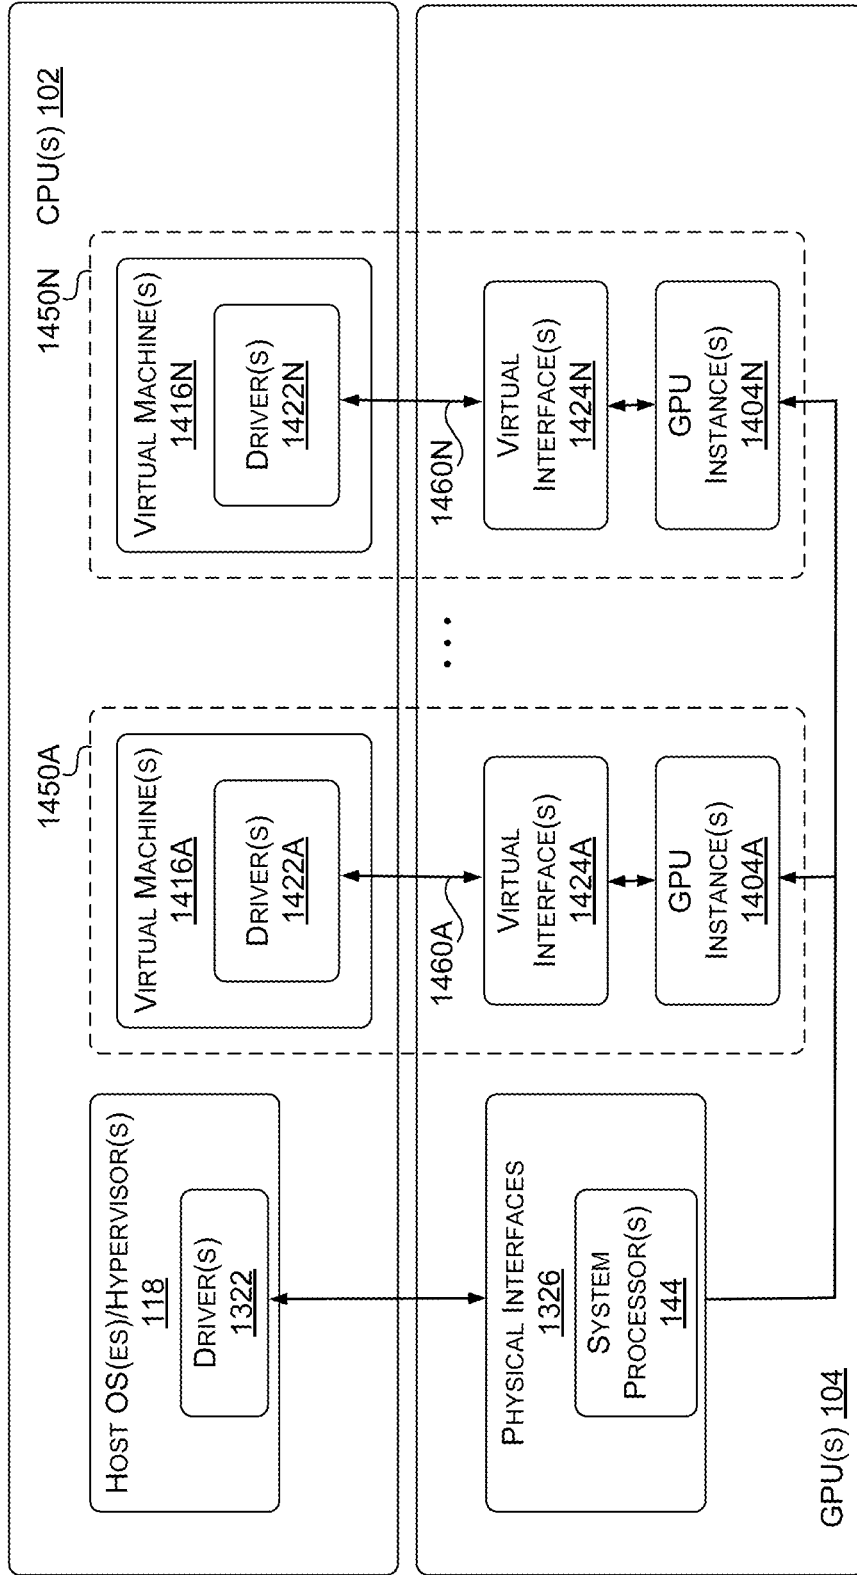 CPU(s) 102
HOST OS(ES)/HYPERVISOR(S)
118
DRIVER(S)
1322
1450A
VIRTUAL MACHINE(S)
1416A
DRIVER(S)
1422A
1450N
VIRTUAL MACHINE(S)
1416N
DRIVER(S)
1422N
PHYSICAL INTERFACES
1326
SYSTEM
PROCESSOR(S)
144
1460A
VIRTUAL
INTERFACE(S)
1424A
GPU
INSTANCE(S)
1404A
...
1460N
VIRTUAL
INTERFACE(S)
1424N
GPU
INSTANCE(S)
1404N
GPU(s) 104